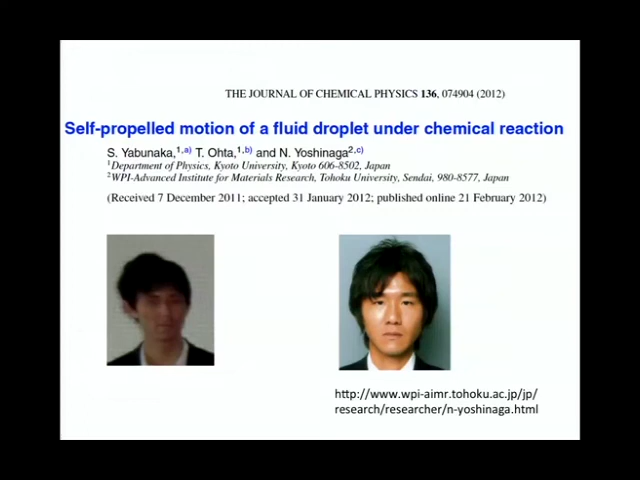 THE JOURNAL OF CHEMICAL PHYSICS 136, 074904 (2012)
Self-propelled motion of a fluid droplet under chemical reaction
S. Yabunaka,1,a) T. Ohta,1,b) and N. Yoshinaga2,c)
1Department of Physics, Kyoto University, Kyoto 606-8502, Japan
2WPI-Advanced Institute for Materials Research, Tohoku University, Sendai, 980-8577, Japan
(Received 7 December 2011; accepted 31 January 2012; published online 21 February 2012)
http://www.wpi-aimr.tohoku.ac.jp/jp/
research/researcher/n-yoshinaga.html